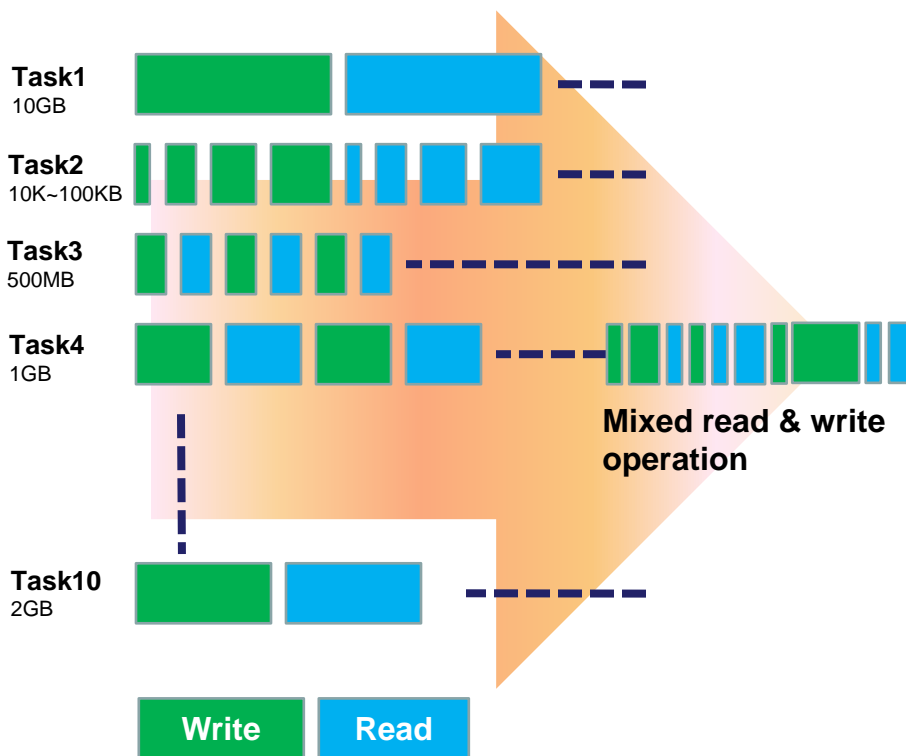 Task1
10GB
Task2
10K~100KB
Task3
500MB
Task4
1GB
Mixed read & write
operation
Task10
2GB
Write
Read